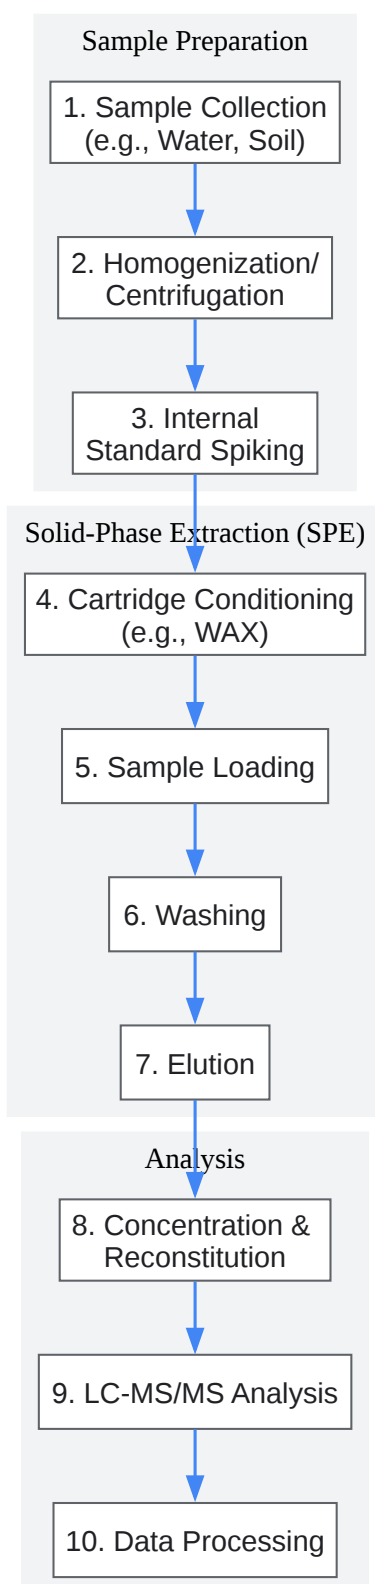 Sample Preparation
1. Sample Collection
(e.g., Water, Soil)
2. Homogenization/
Centrifugation
3. Internal
Standard Spiking
Solid-Phase Extraction (SPE)
4. Cartridge Conditioning
(e.g., WAX)
5. Sample Loading
6. Washing
7. Elution
Analysis
8. Concentration &
Reconstitution
9. LC-MS/MS Analysis
10. Data Processing